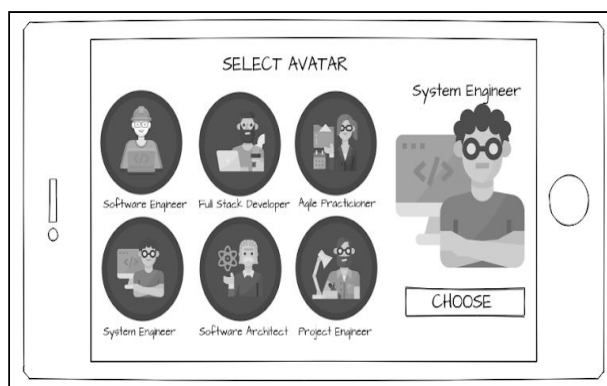 SELECT AVATAR
System Engineer
</>
Software Engineer
Full Stack Developer
Agile Practicioner
System Engineer
Software Architect
Project Engineer
CHOOSE